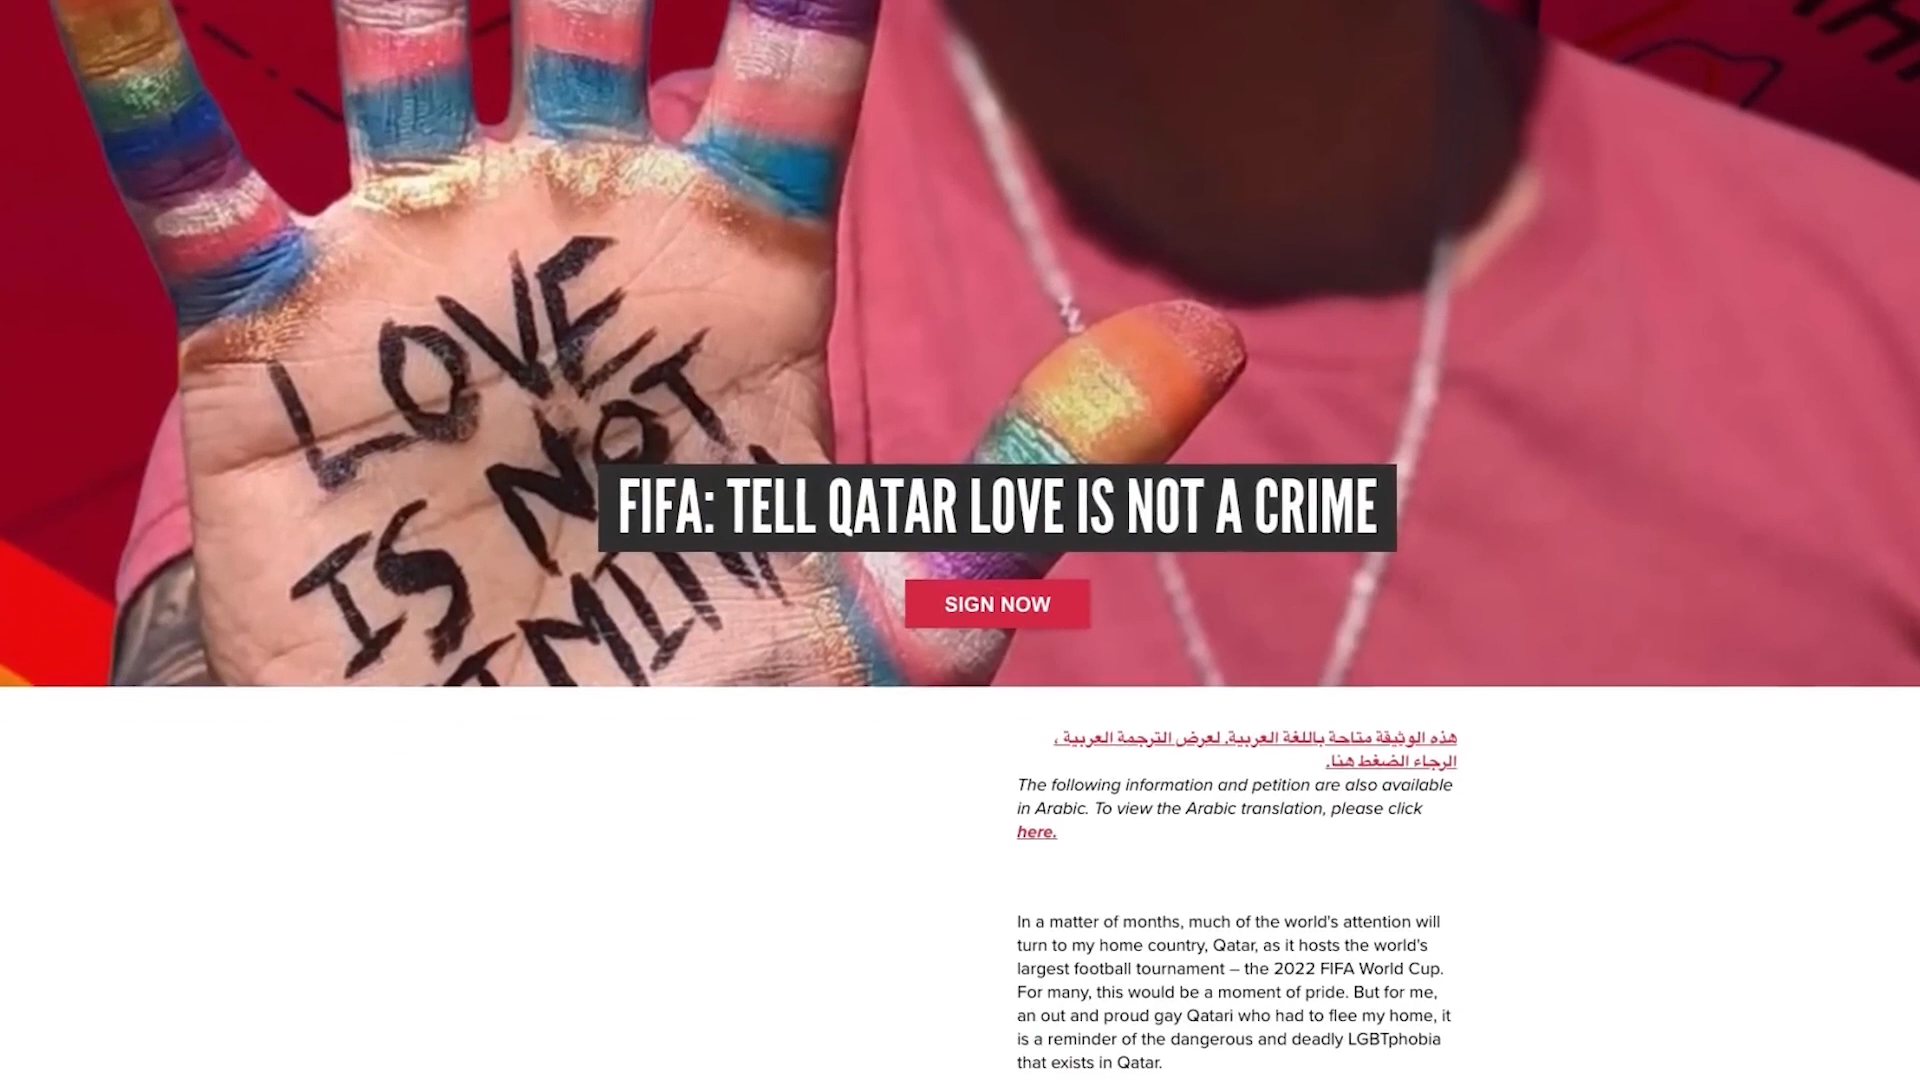 LOVE
IS NOT
FIFA: TELL QATAR LOVE IS NOT A CRIME
SIGN NOW
هذه الوثيقة متاحة باللغة العربية. لعرض الترجمة العربية ،
الرجاء الضغط هنا.
The following information and petition are also available
in Arabic. To view the Arabic translation, please click
here.
In a matter of months, much of the world's attention will
turn to my home country, Qatar, as it hosts the world's
largest football tournament – the 2022 FIFA World Cup.
For many, this would be a moment of pride. But for me,
an out and proud gay Qatari who had to flee my home, it
is a reminder of the dangerous and deadly LGBTphobia
that exists in Qatar.